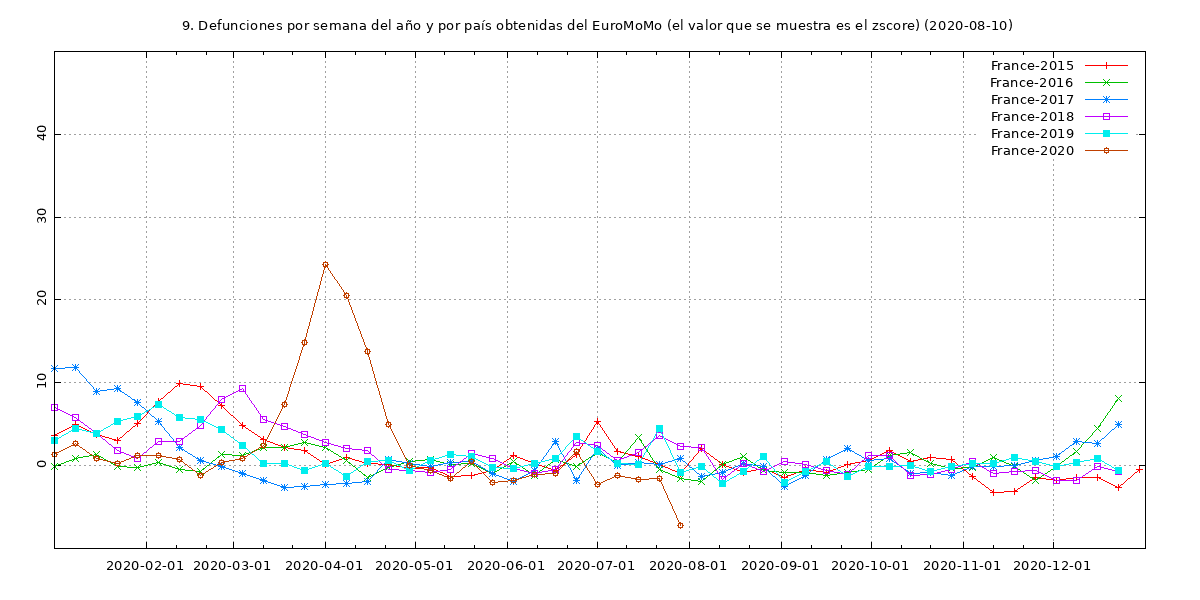 9. Defunciones por semana del año y por país obtenidas del EuroMoMo (el valor que se muestra es el zscore) (2020-08-10)
France-2015
France-2016
France-2017
France-2018
France-2019
France-2020
40
30
20
10
0
2020-02-01 2020-03-01 2020-04-01 2020-05-01 2020-06-01 2020-07-01 2020-08-01 2020-09-01 2020-10-01 2020-11-01 2020-12-01